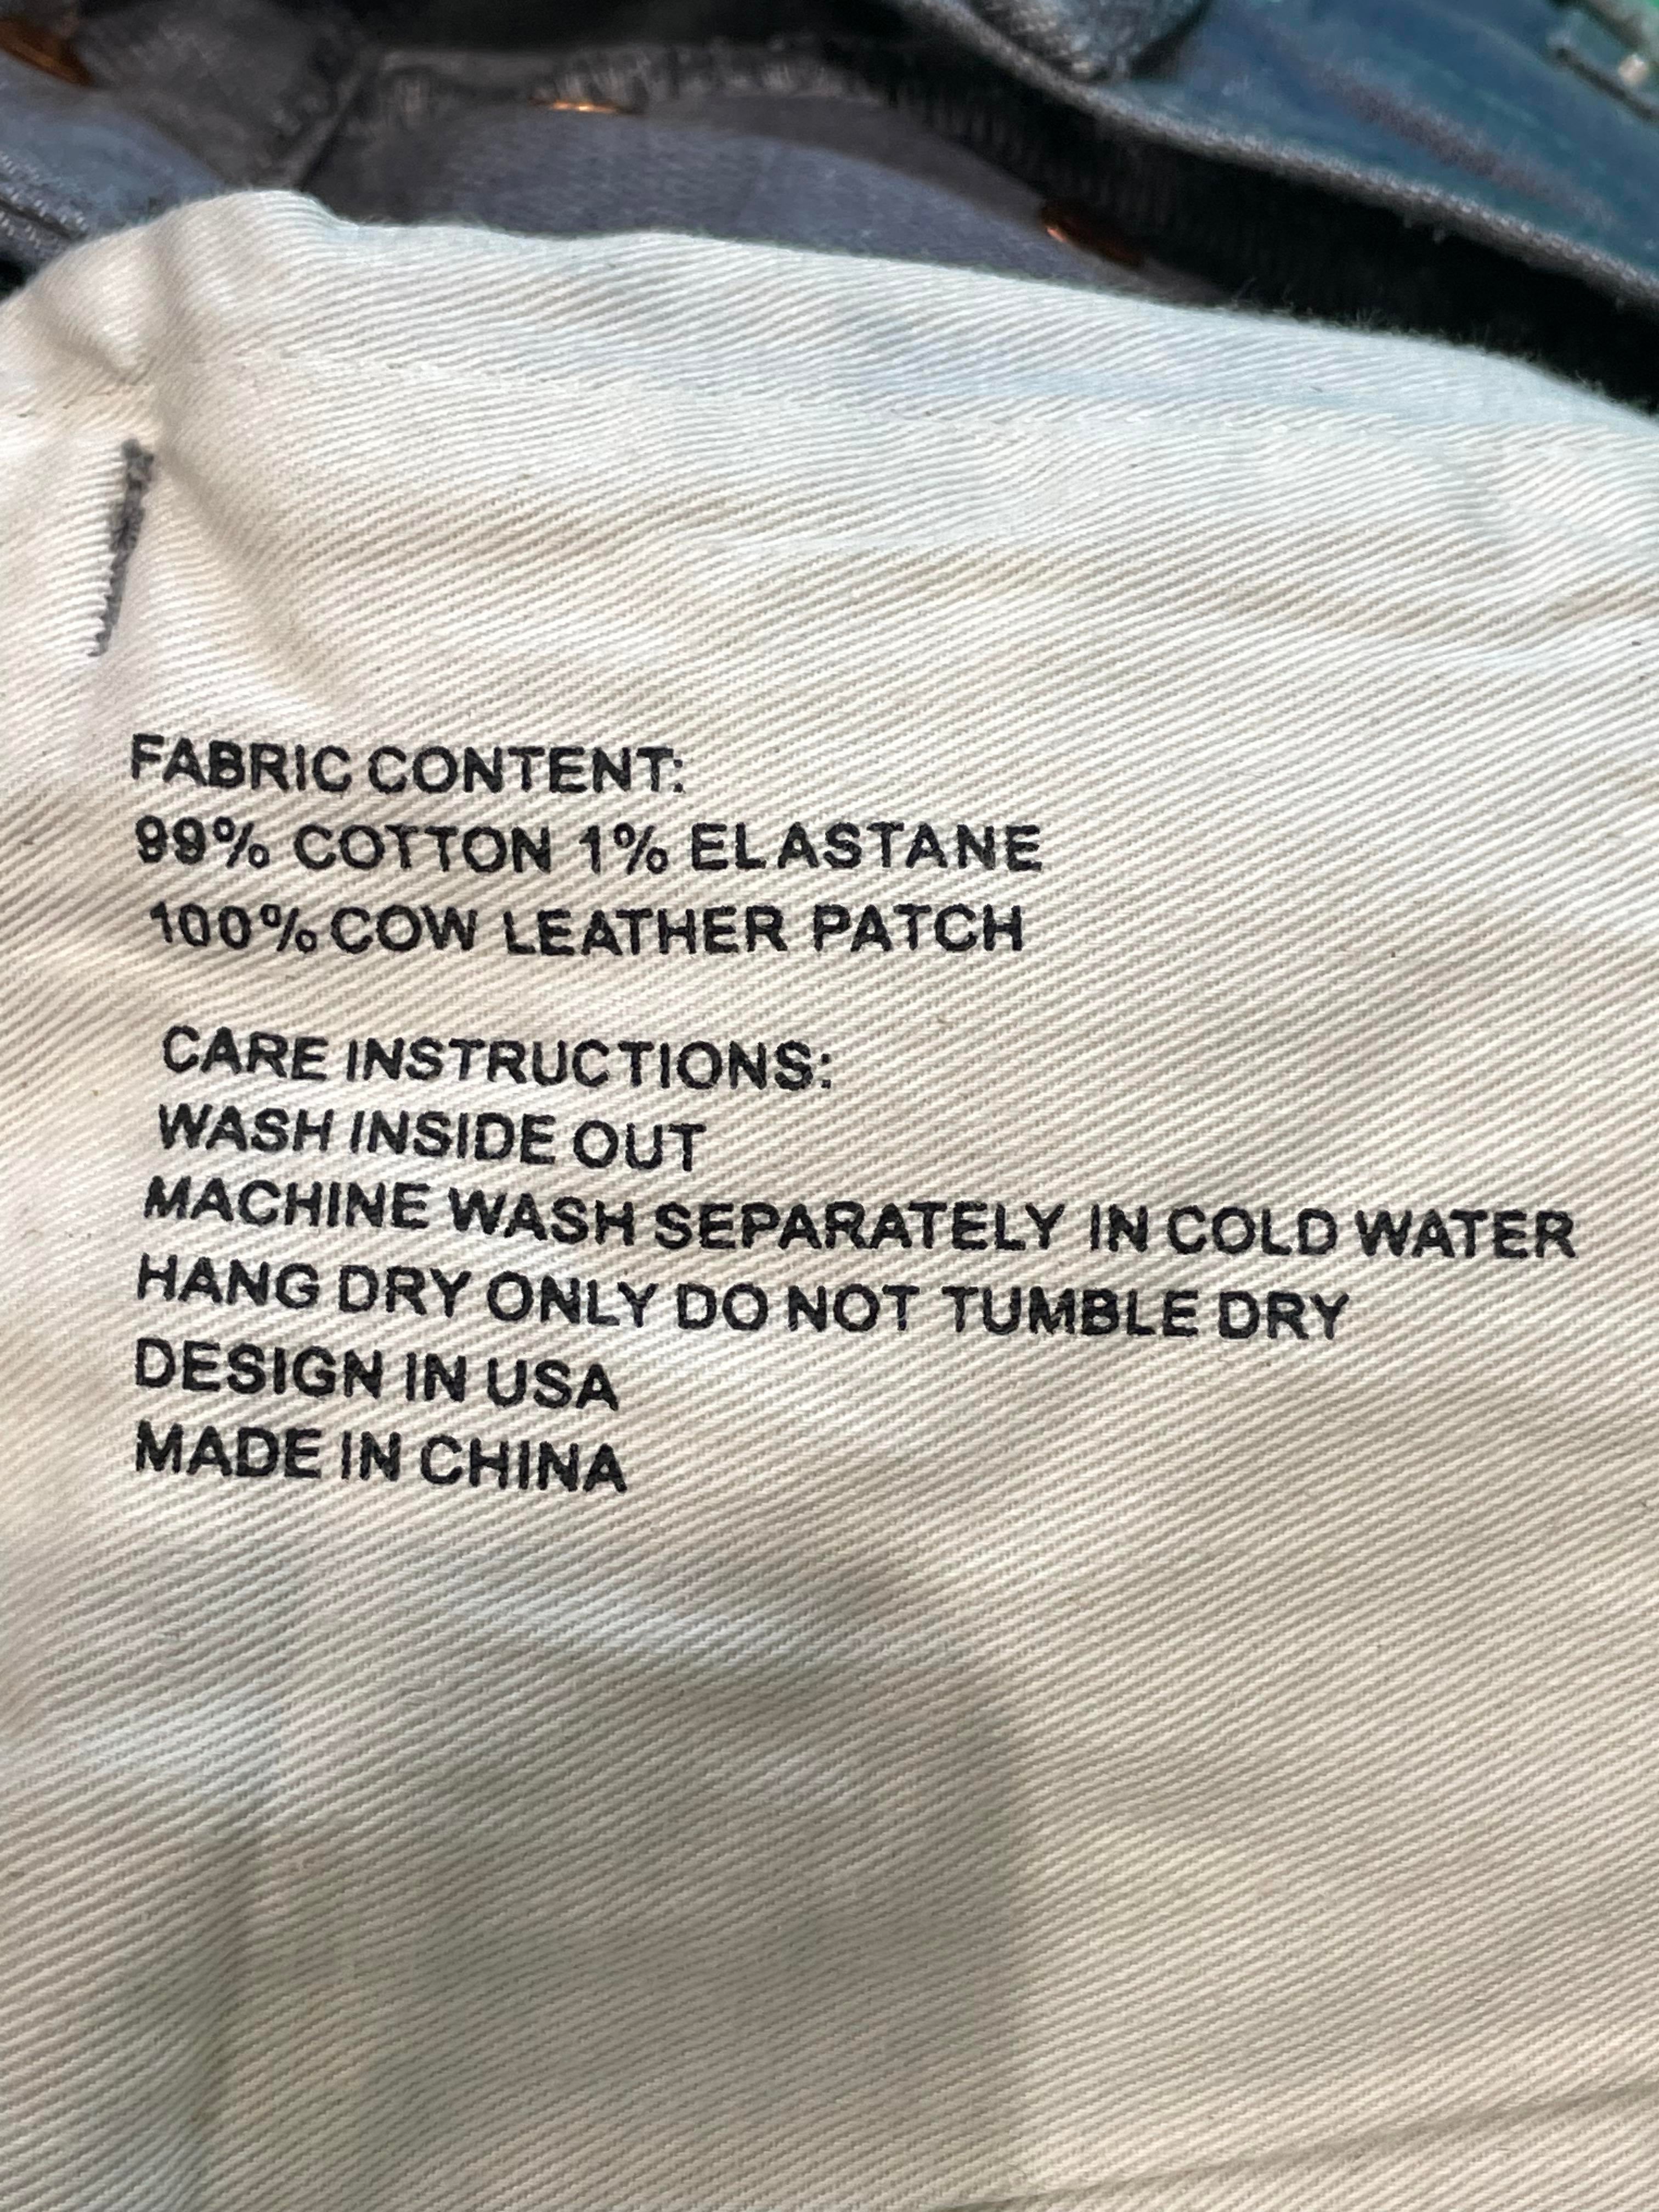 FABRIC CONTENT:
99% COTTON 1% ELASTANE
100% COW LEATHER PATCH
CARE INSTRUCTIONS:
WASH INSIDE OUT
MACHINE WASH SEPARATELY IN COLD WATER
HANG DRY ONLY DO NOT TUMBLE DRY
DESIGN IN USA
MADE IN CHINA